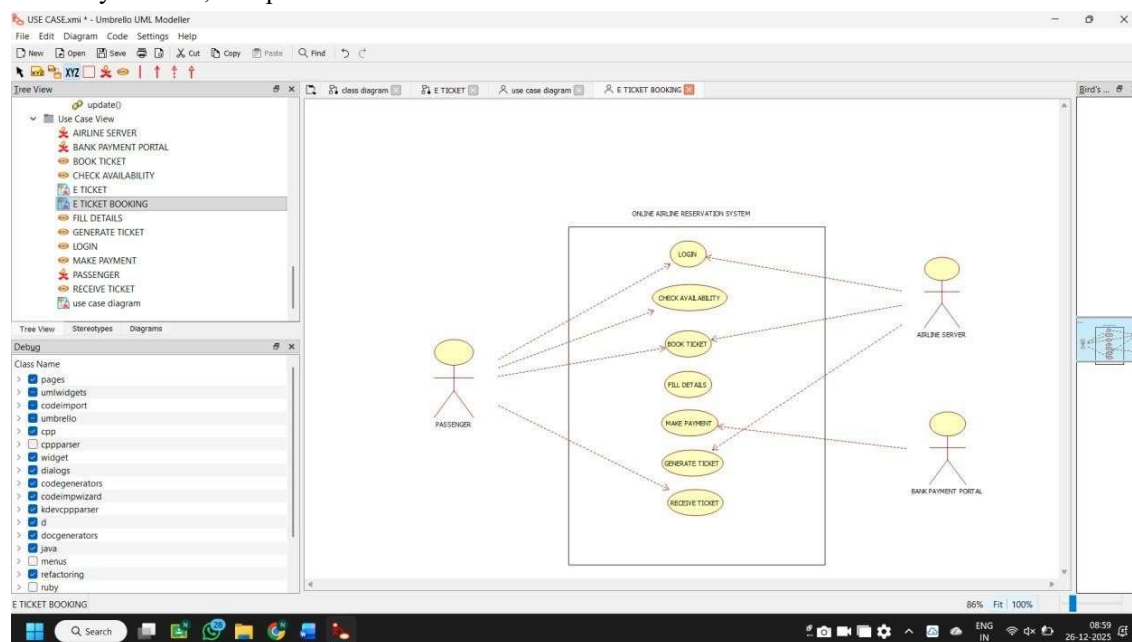 USE CASE.xmi * - Umbrello UML Modeller
File Edit Diagram Code Settings Help
New Open Save Cut Copy Paste Find
XYZ XYZ
Tree View
class diagram E TICKET use case diagram E TICKET BOOKING
Bird's ...
update()
Use Case View
AIRLINE SERVER
BANK PAYMENT PORTAL
BOOK TICKET
CHECK AVAILABILITY
E TICKET
E TICKET BOOKING
FILL DETAILS
GENERATE TICKET
LOGIN
MAKE PAYMENT
PASSENGER
RECEIVE TICKET
use case diagram
Tree View Stereotypes Diagrams
Debug
Class Name
pages
umlwidgets
codeimport
umbrello
cpp
cppparser
widget
dialogs
codegenerators
codeimpwizard
kdevcppparser
d
docgenerators
java
menus
refactoring
ruby
ONLINE AIRLINE RESERVATION SYSTEM
LOGIN
CHECK AVAILABILITY
BOOK TICKET
FILL DETAILS
MAKE PAYMENT
GENERATE TICKET
RECEIVE TICKET
PASSENGER
AIRLINE SERVER
BANK PAYMENT PORTAL
E TICKET BOOKING
86% Fit 100%
Search
28
ENG
IN
08:59
26-12-2025